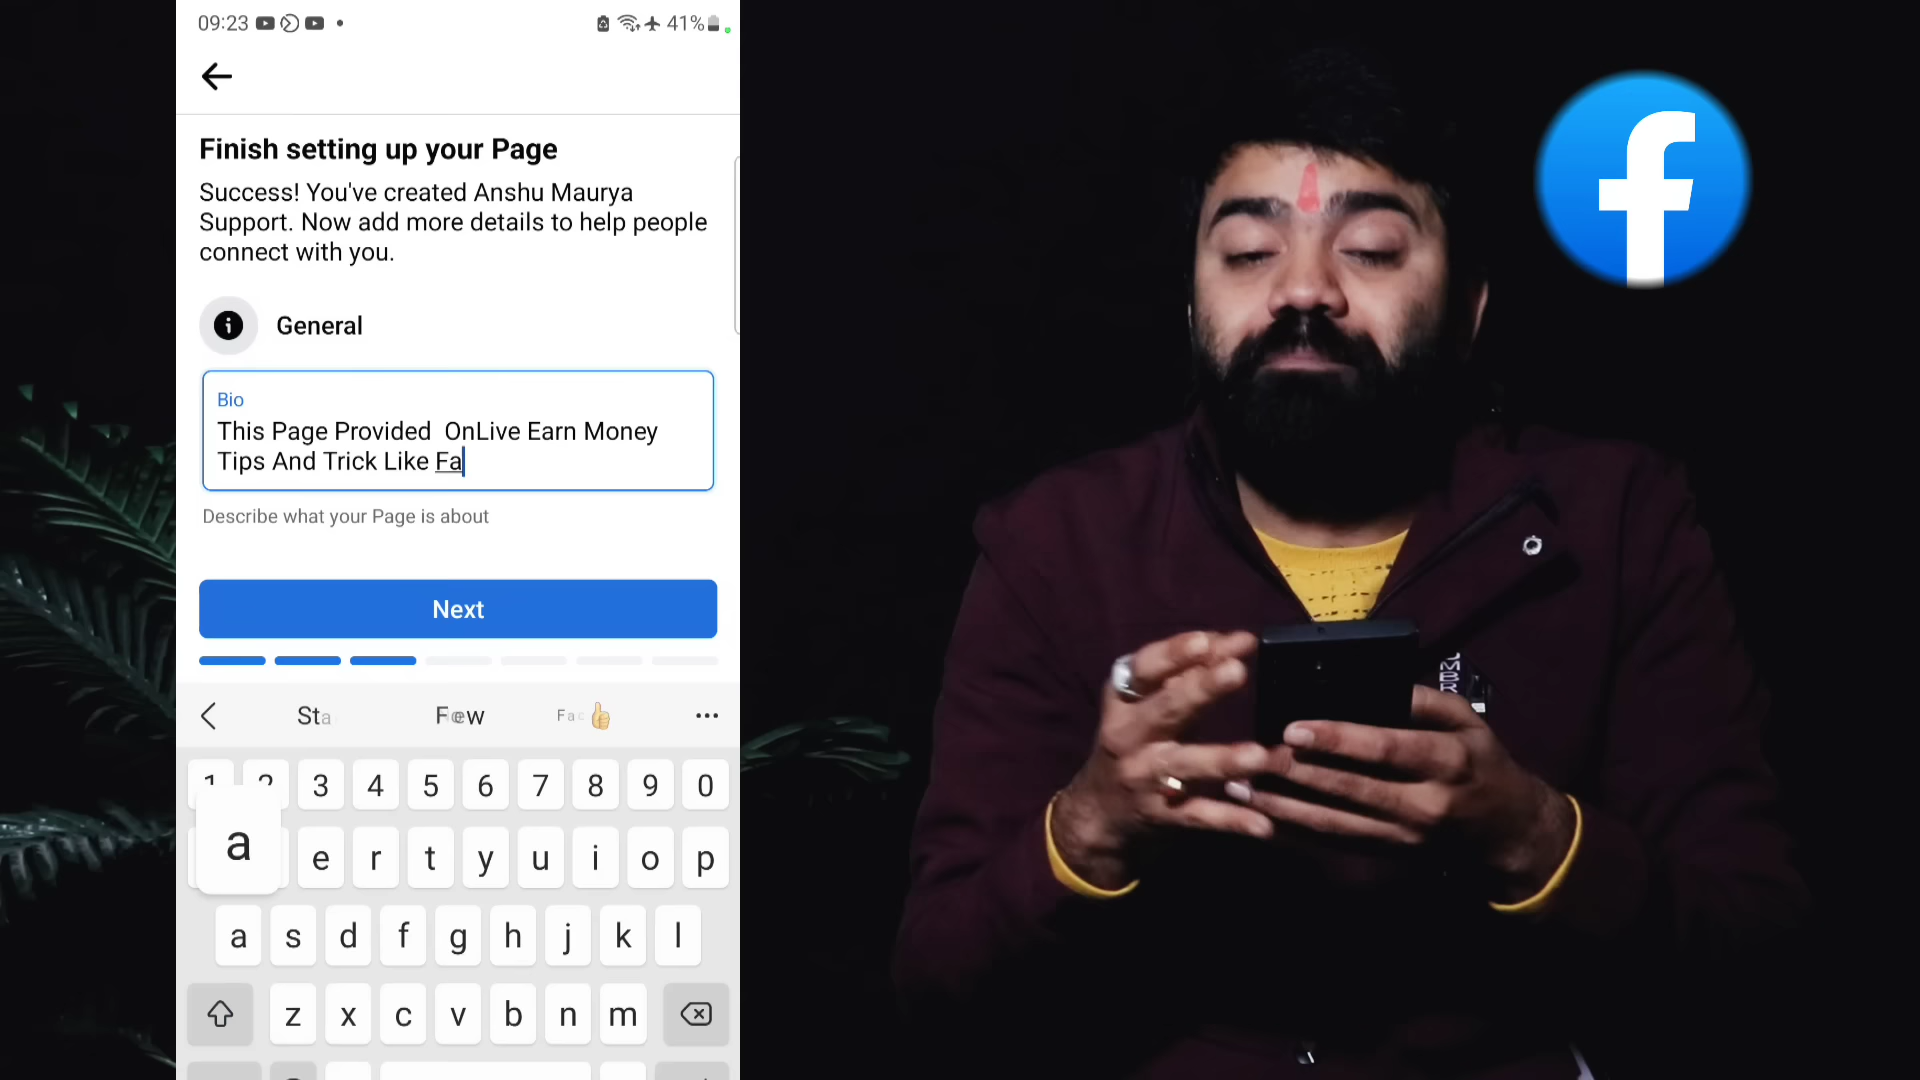 09:23
41%
Finish setting up your Page
Success! You've created Anshu Maurya
Support. Now add more details to help people
connect with you.
General
Bio
This Page Provided  OnLive Earn Money
Tips And Trick Like Fa
Describe what your Page is about
Next
1 2 3 4 5 6 7 8 9 0
a e r t y u i o p
a s d f g h j k l
z x c v b n m